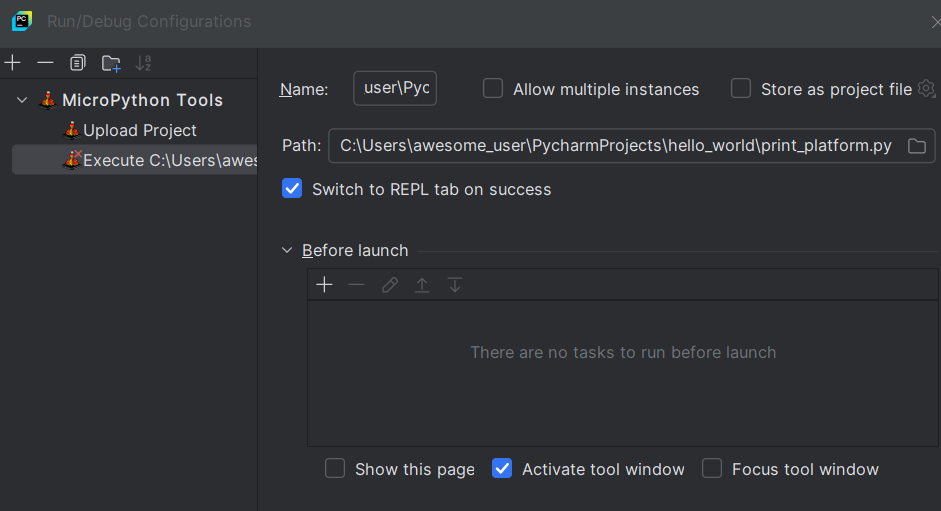 PC
Run/Debug Configurations
Name: user\Pyc Allow multiple instances Store as project file
MicroPython Tools
Upload Project
Execute C:\Users\awes
Path: C:\Users\awesome_user\PycharmProjects\hello_world\print_platform.py
Switch to REPL tab on success
Before launch
There are no tasks to run before launch
Show this page Activate tool window Focus tool window